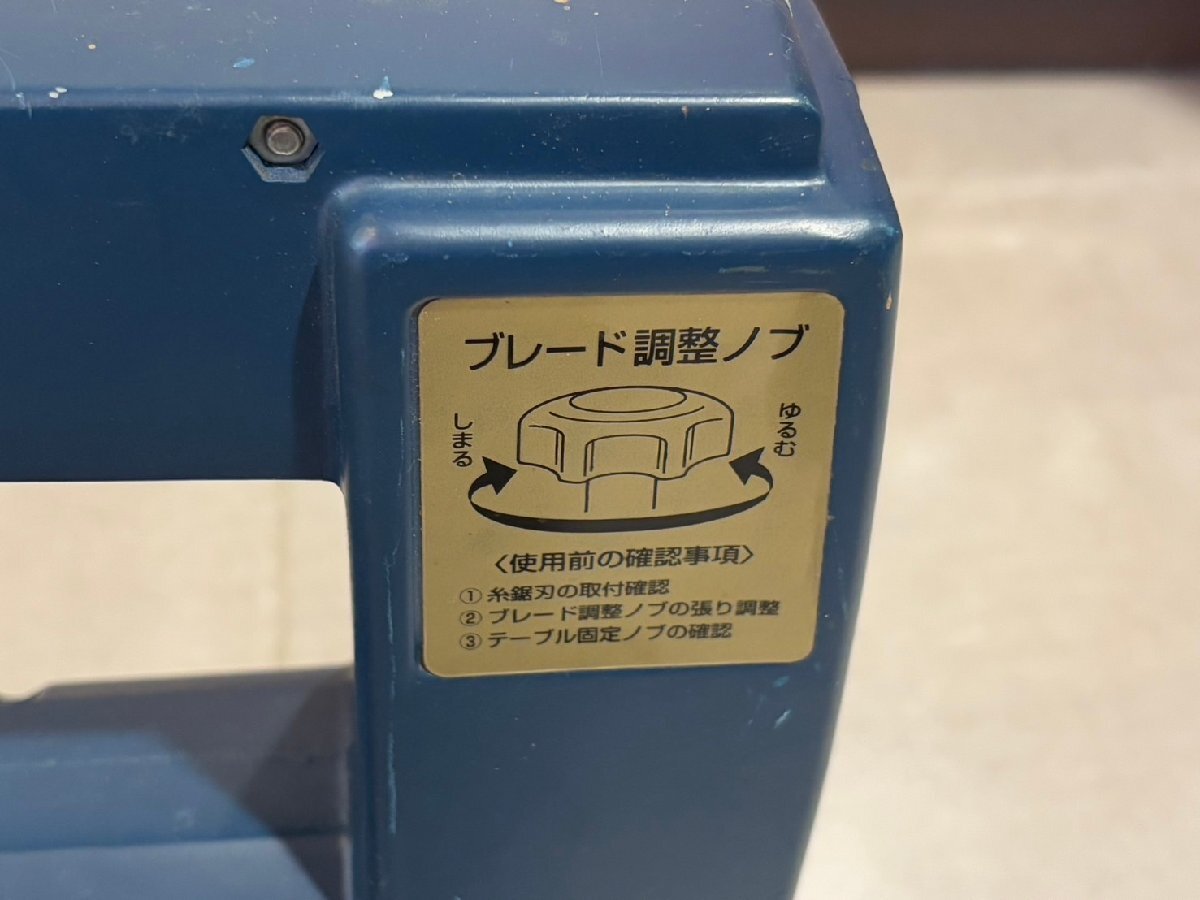 ブレード調整ノブ
しまる
ゆるむ
〈使用前の確認事項〉
① 糸鋸刃の取付確認
② ブレード調整ノブの張り調整
③ テーブル固定ノブの確認